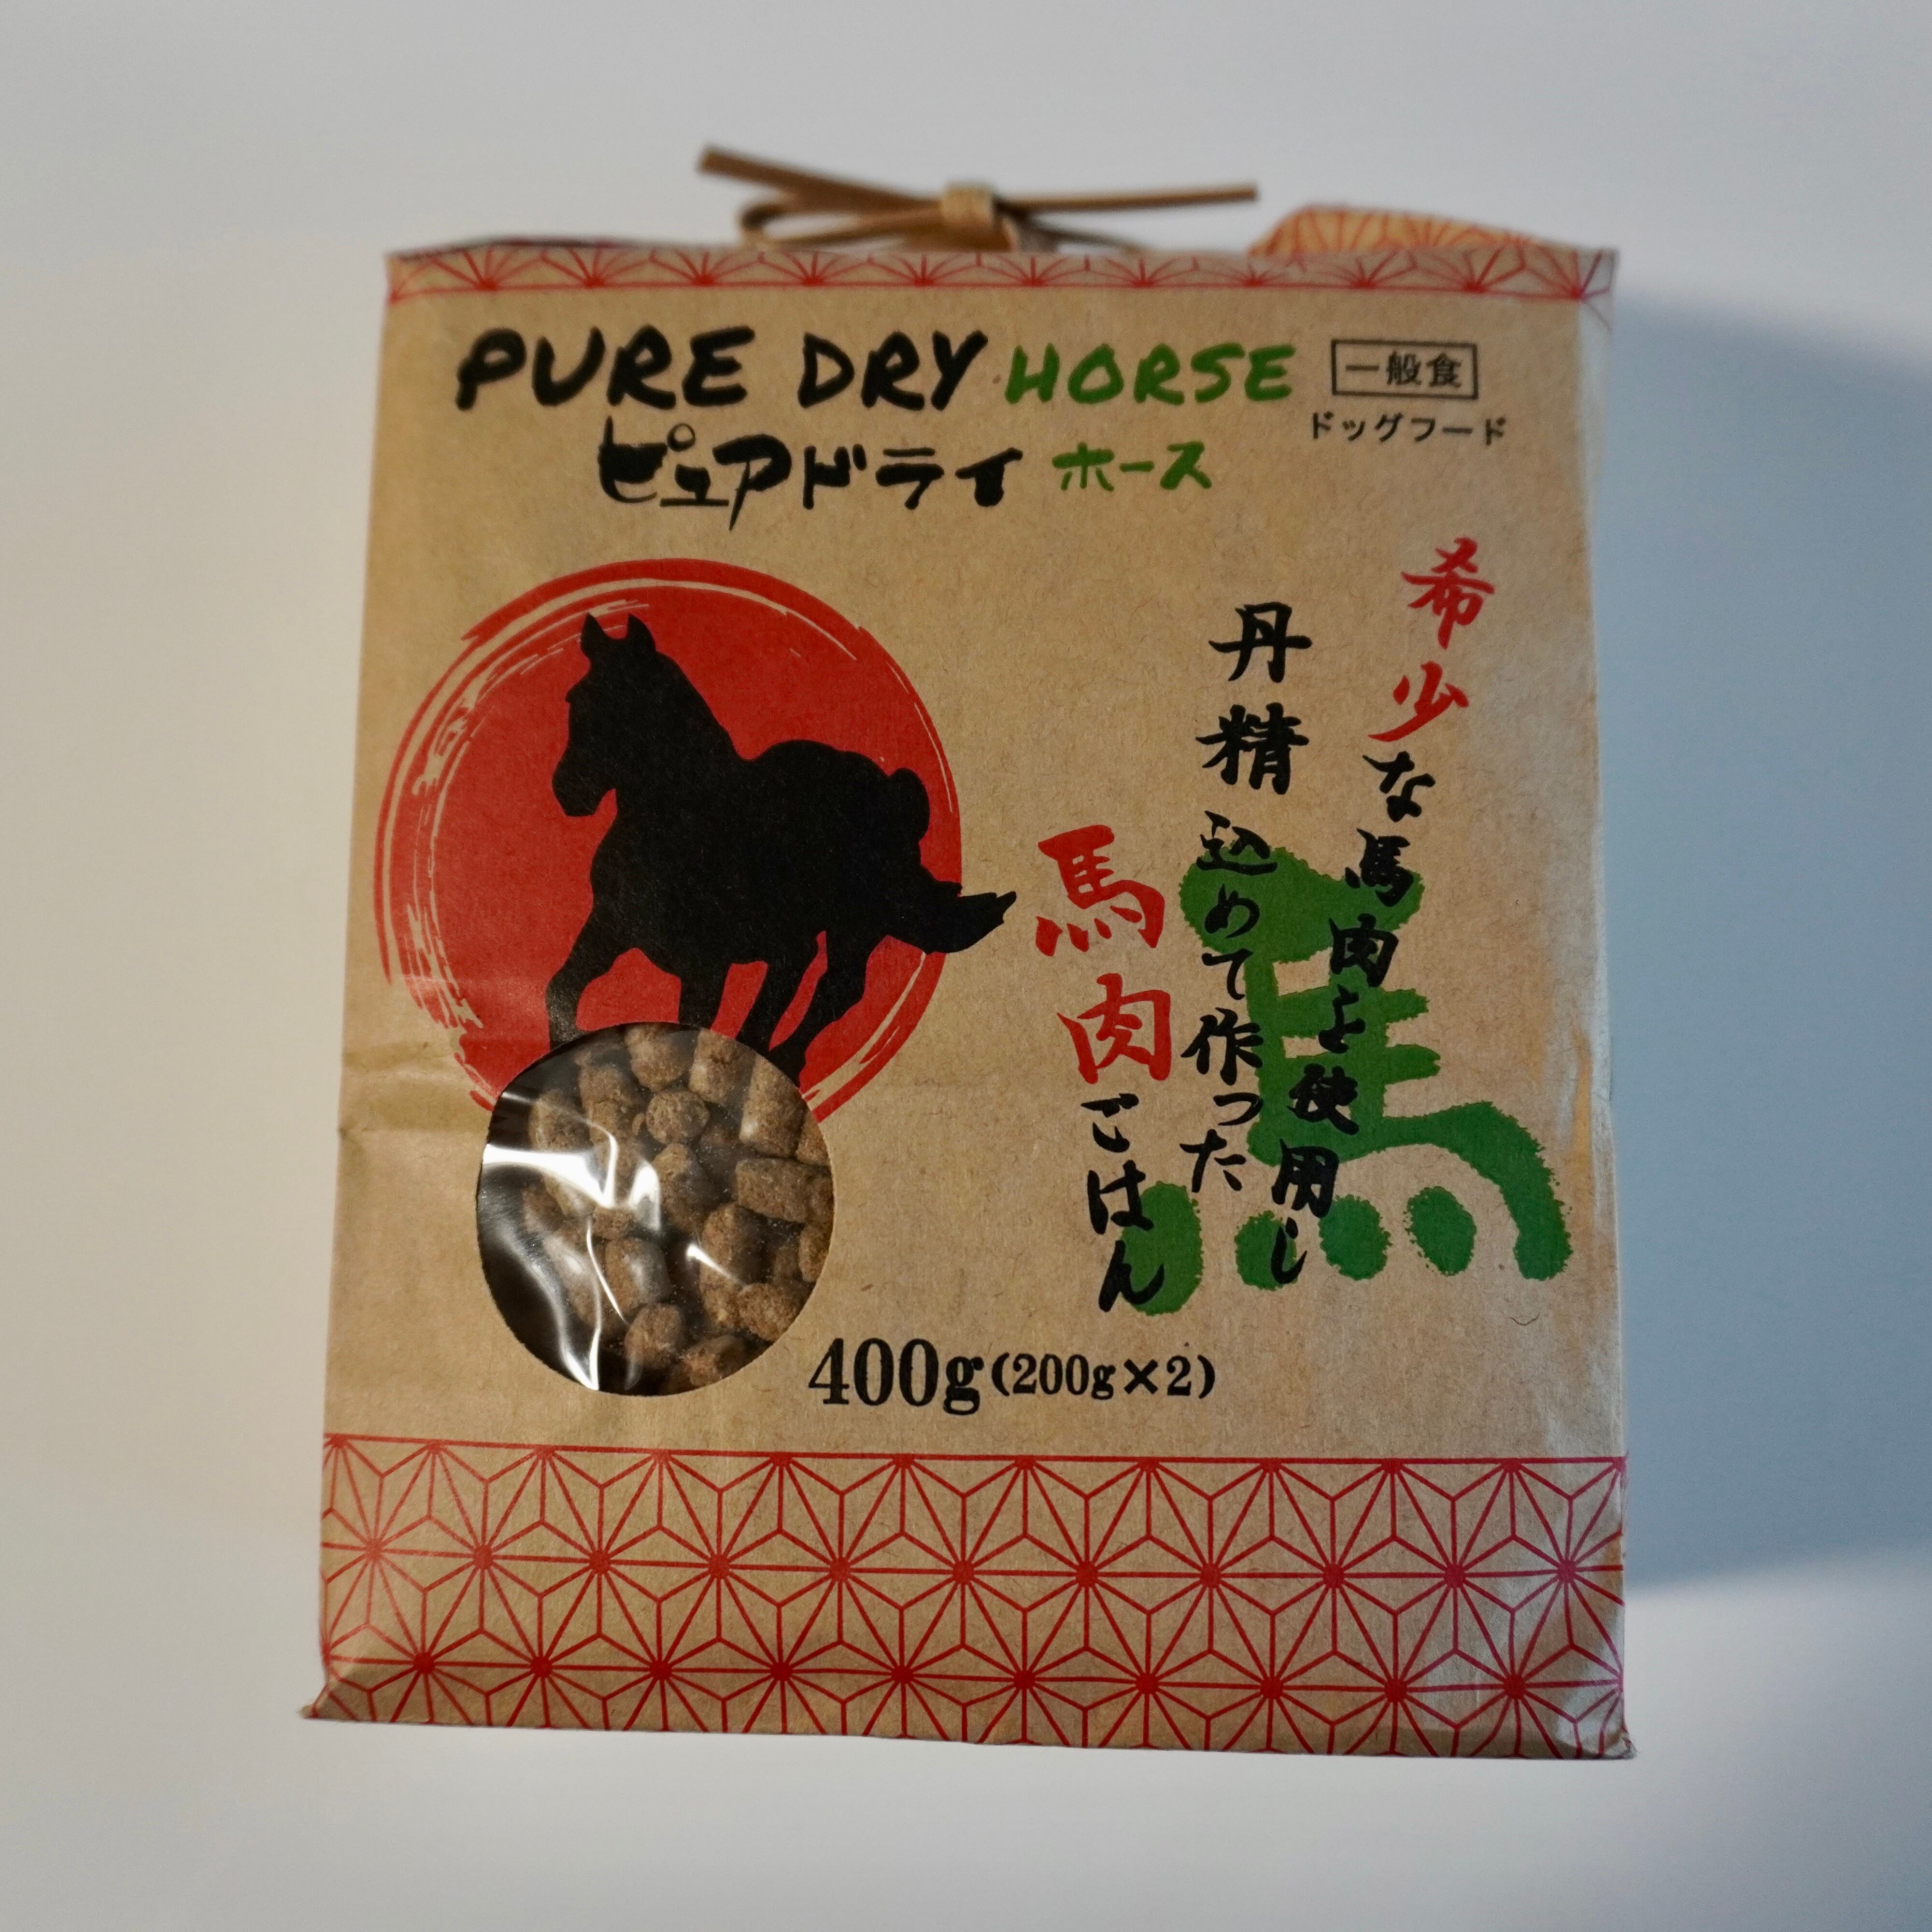 PURE DRY HORSE
一般食
ドッグフード
ピュアドライ ホース
希少な馬肉を使用し
丹精込めて作った
馬肉ごはん
馬
400g(200g×2)